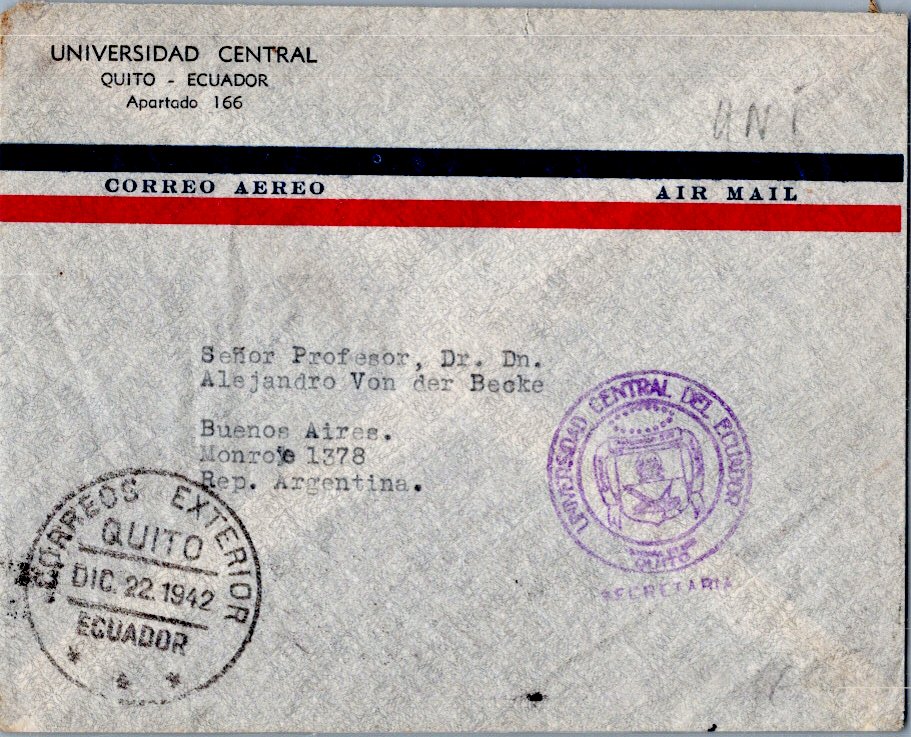 UNIVERSIDAD CENTRAL
QUITO - ECUADOR
Apartado 166
UNI
CORREO AEREO
AIR MAIL
Señor Profesor, Dr. Dn.
Alejandro Von der Becke
Buenos Aires.
Monroe 1378
Rep. Argentina.
UNIVERSIDAD CENTRAL DEL ECUADOR
QUITO
SECRETARIA
CORREOS EXTERIOR
QUITO
DIC. 22. 1942
ECUADOR